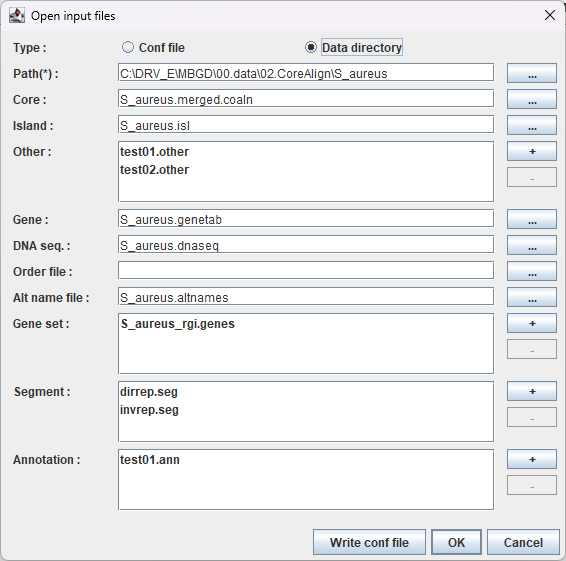 Open input files
Type : Conf file Data directory
Path(*) : C:\DRV_E\MBGD\00.data\02.CoreAlign\S_aureus ...
Core : S_aureus.merged.coaln ...
Island : S_aureus.isl ...
Other : test01.other +
test02.other -
Gene : S_aureus.genetab ...
DNA seq. : S_aureus.dnaseq ...
Order file : ...
Alt name file : S_aureus.altnames ...
Gene set : S_aureus_rgi.genes +
-
Segment : dirrep.seg +
invrep.seg -
Annotation : test01.ann +
-
Write conf file OK Cancel